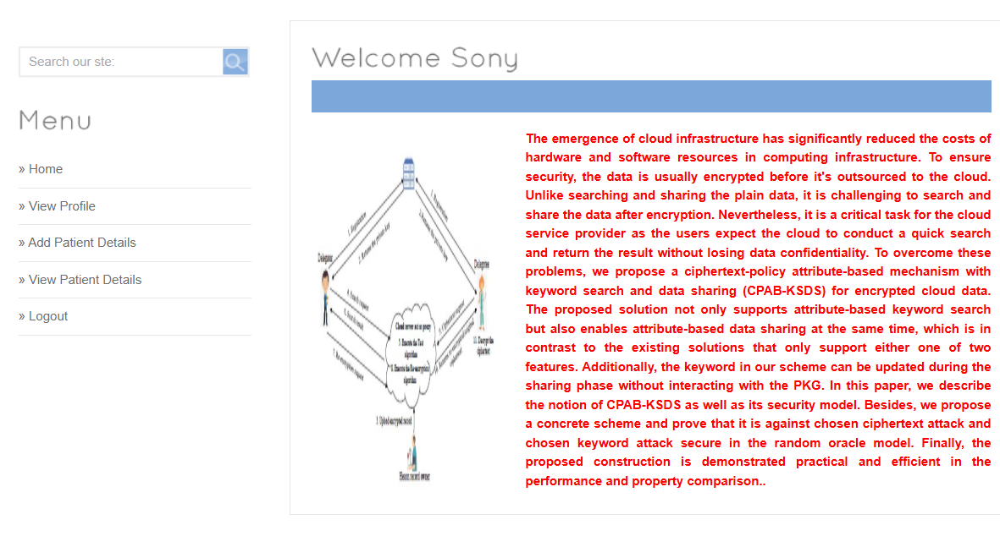 Search our ste:
Menu
» Home
» View Profile
» Add Patient Details
» View Patient Details
» Logout
Welcome Sony
1. Registration
2. Return the private key
1. Registration
Delegator
Delegatee
4. Search request
6. Search result
7. Re-encryption request
Cloud server act as proxy
5. Execute the Test
algorithm
8. Execute the Re-encryption
algorithm
11. Decrypt the
ciphertext
3. Upload encrypted record
Heath record owner
The emergence of cloud infrastructure has significantly reduced the costs of
hardware and software resources in computing infrastructure. To ensure
security, the data is usually encrypted before it's outsourced to the cloud.
Unlike searching and sharing the plain data, it is challenging to search and
share the data after encryption. Nevertheless, it is a critical task for the cloud
service provider as the users expect the cloud to conduct a quick search
and return the result without losing data confidentiality. To overcome these
problems, we propose a ciphertext-policy attribute-based mechanism with
keyword search and data sharing (CPAB-KSDS) for encrypted cloud data.
The proposed solution not only supports attribute-based keyword search
but also enables attribute-based data sharing at the same time, which is in
contrast to the existing solutions that only support either one of two
features. Additionally, the keyword in our scheme can be updated during the
sharing phase without interacting with the PKG. In this paper, we describe
the notion of CPAB-KSDS as well as its security model. Besides, we propose
a concrete scheme and prove that it is against chosen ciphertext attack and
chosen keyword attack secure in the random oracle model. Finally, the
proposed construction is demonstrated practical and efficient in the
performance and property comparison..